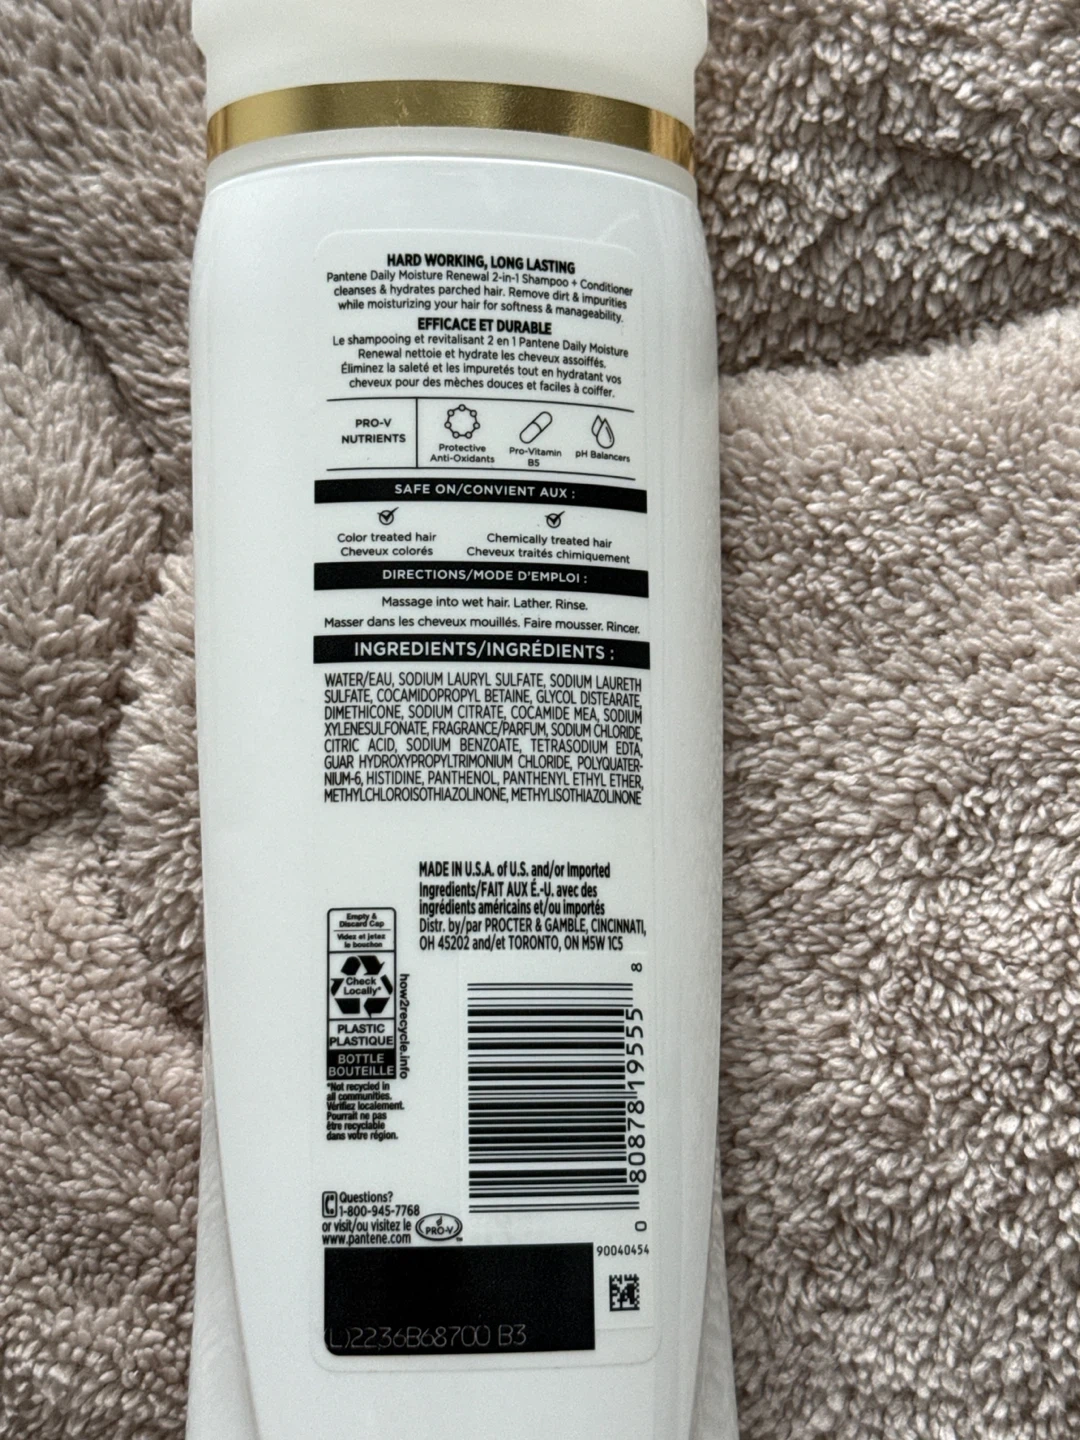 HARD WORKING, LONG LASTING
Pantene Daily Moisture Renewal 2-in-1 Shampoo + Conditioner
cleanses & hydrates parched hair. Remove dirt & impurities
while moisturizing your hair for softness & manageability.
EFFICACE ET DURABLE
Le shampooing et revitalisant 2 en 1 Pantene Daily Moisture
Renewal nettoie et hydrate les cheveux assoiffés.
Éliminez la saleté et les impuretés tout en hydratant vos
cheveux pour des mèches douces et faciles à coiffer.
PRO-V
NUTRIENTS
Protective
Anti-Oxidants
Pro-Vitamin
B5
pH Balancers
SAFE ON/CONVIENT AUX :
Color treated hair
Cheveux colorés
Chemically treated hair
Cheveux traités chimiquement
DIRECTIONS/MODE D'EMPLOI :
Massage into wet hair. Lather. Rinse.
Masser dans les cheveux mouillés. Faire mousser. Rincer.
INGREDIENTS/INGRÉDIENTS :
WATER/EAU, SODIUM LAURYL SULFATE, SODIUM LAURETH
SULFATE, COCAMIDOPROPYL BETAINE, GLYCOL DISTEARATE,
DIMETHICONE, SODIUM CITRATE, COCAMIDE MEA, SODIUM
XYLENESULFONATE, FRAGRANCE/PARFUM, SODIUM CHLORIDE,
CITRIC ACID, SODIUM BENZOATE, TETRASODIUM EDTA,
GUAR HYDROXYPROPYLTRIMONIUM CHLORIDE, POLYQUATER-
NIUM-6, HISTIDINE, PANTHENOL, PANTHENYL ETHYL ETHER,
METHYLCHLOROISOTHIAZOLINONE, METHYLISOTHIAZOLINONE
MADE IN U.S.A. of U.S. and/or Imported
Ingredients/FAIT AUX É.-U. avec des
ingrédients américains et/ou importés
Distr. by/par PROCTER & GAMBLE, CINCINNATI,
OH 45202 and/et TORONTO, ON M5W 1C5
Empty &
Discard Cap
Videz et jetez
le bouchon
Check
Locally*
PLASTIC
PLASTIQUE
BOTTLE
BOUTEILLE
how2recycle.info
*Not recycled in
all communities.
Vérifiez localement.
Pourrait ne pas
être recyclable
dans votre région.
0 80878 19555 8
Questions?
1-800-945-7768
or visit/ou visitez le
www.pantene.com
PRO-V
90040454
(L)2236B68700 B3